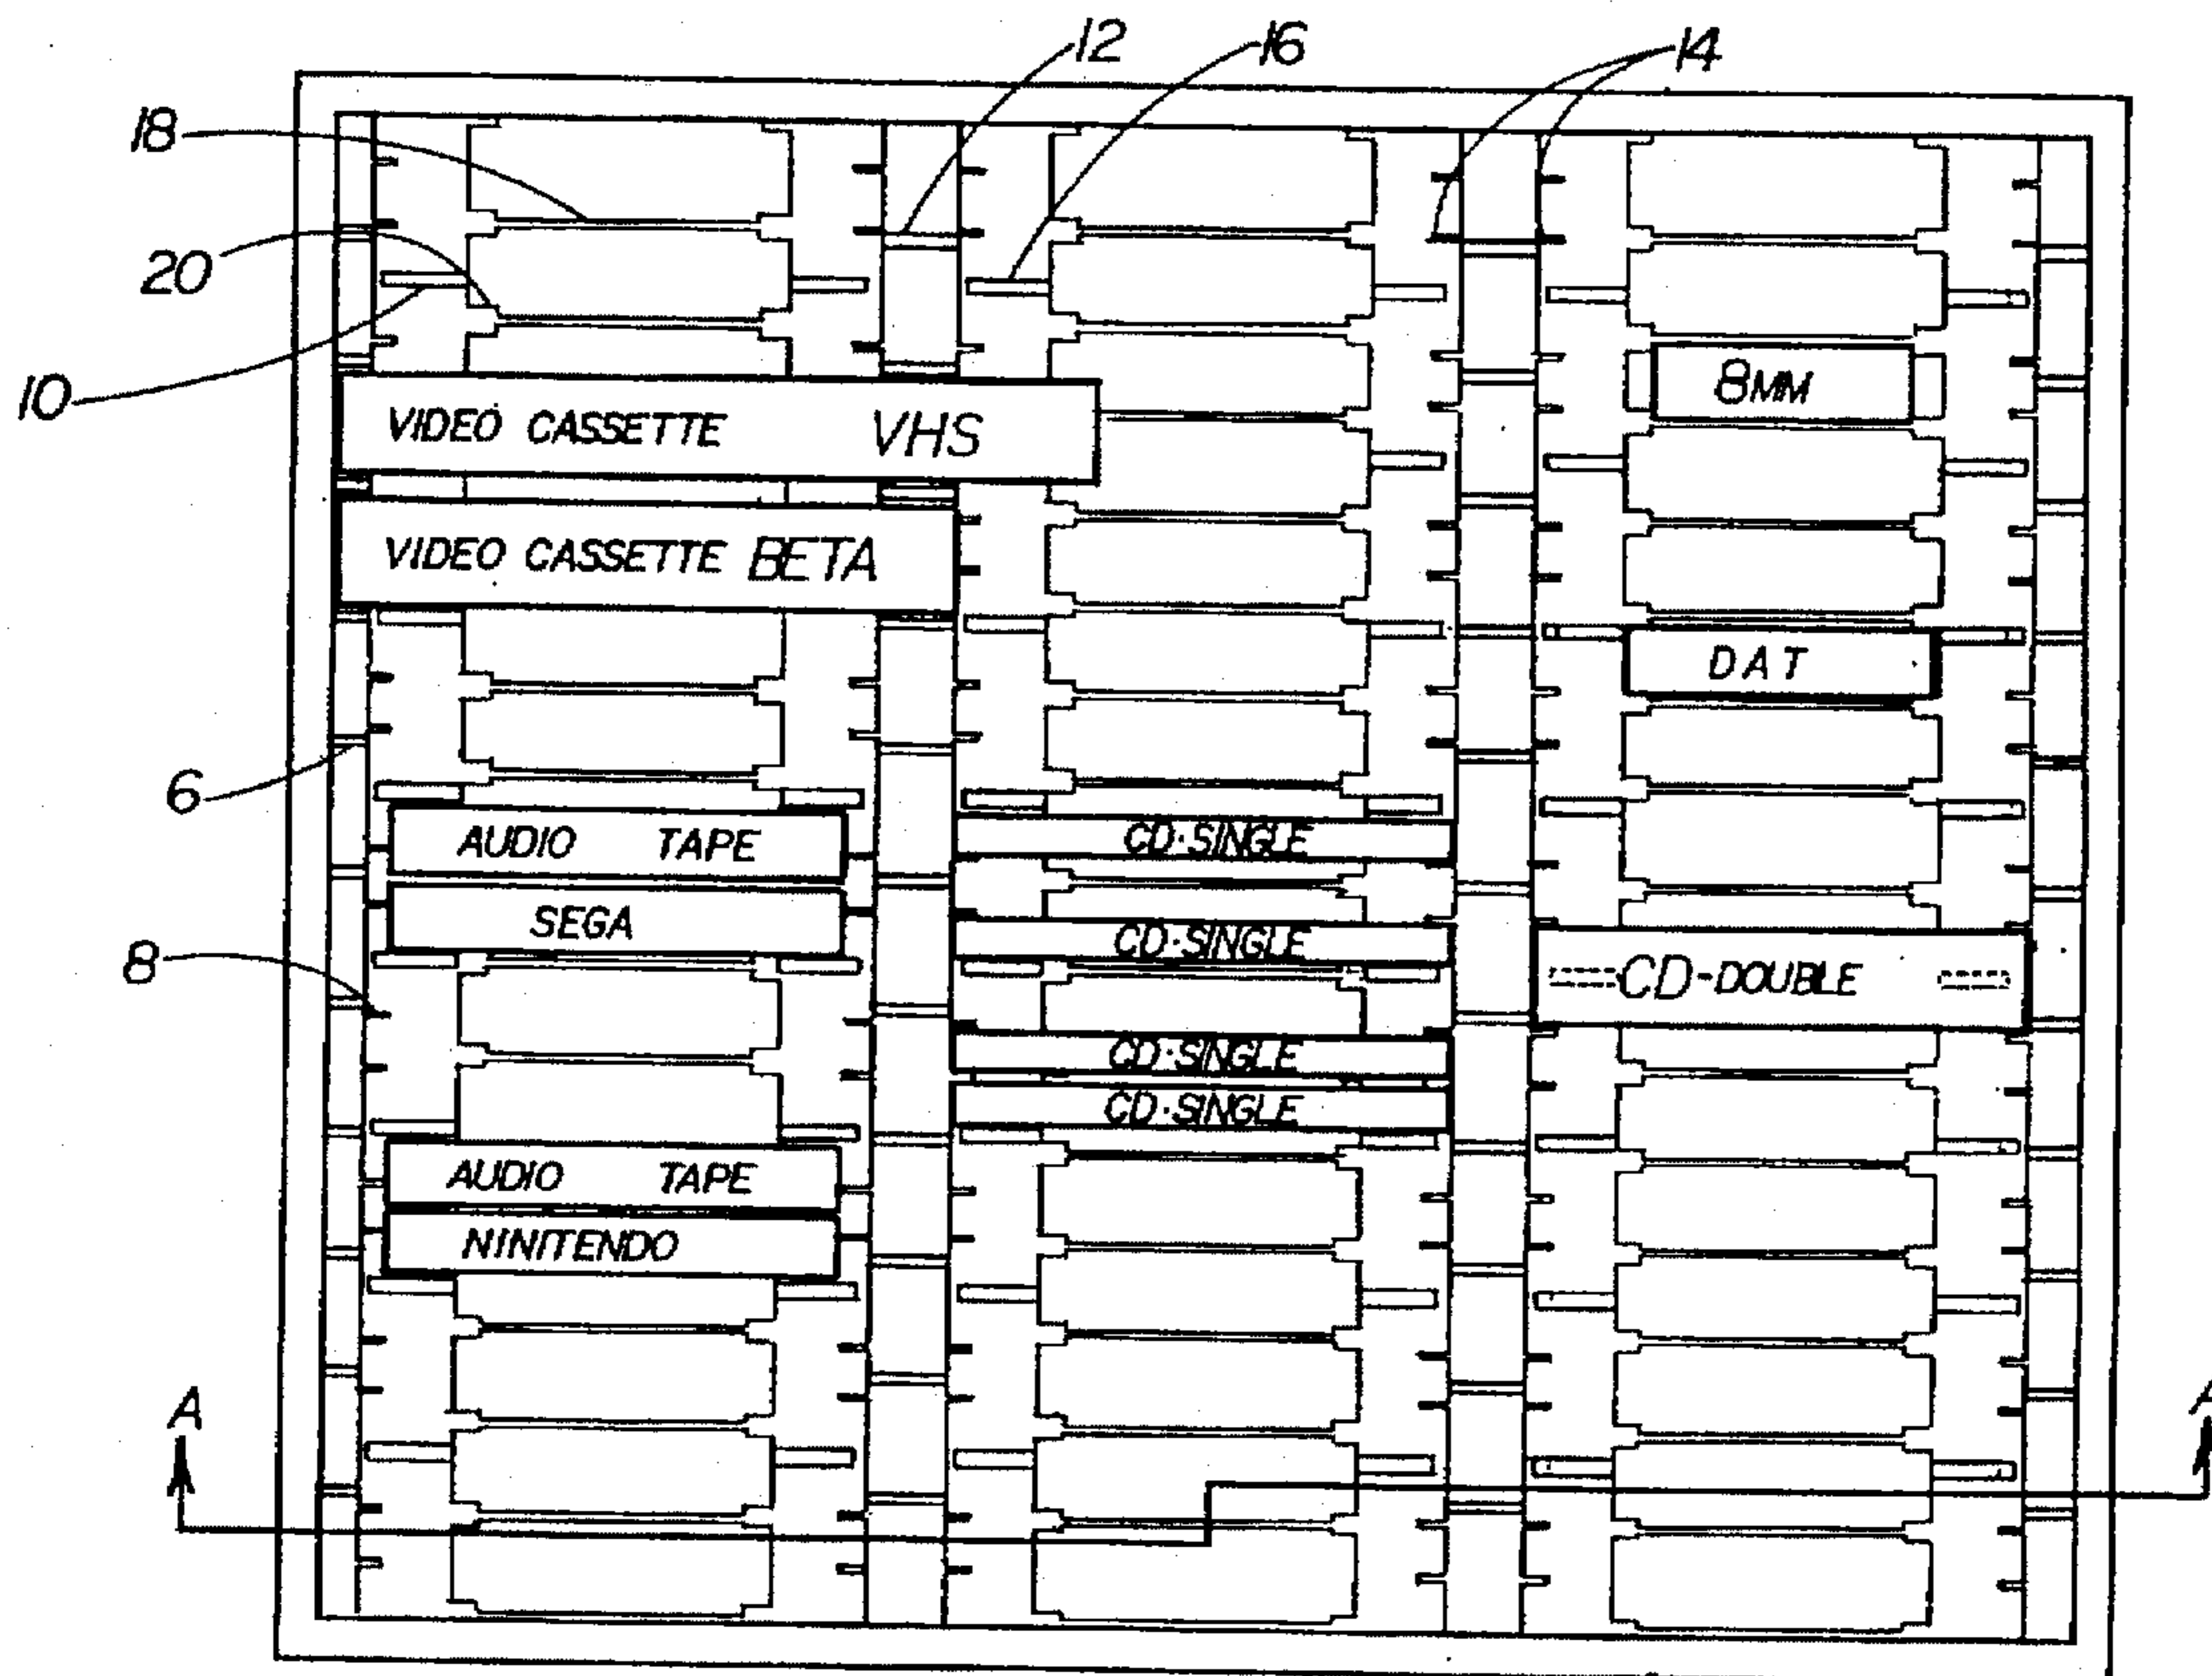 12
16
14
18
20
10
8MM
VIDEO CASSETTE VHS
VIDEO CASSETTE BETA
DAT
6
AUDIO TAPE
CD·SINGLE
SEGA
CD·SINGLE
8
CD-DOUBLE
CD·SINGLE
CD·SINGLE
AUDIO TAPE
NINITENDO
A
A